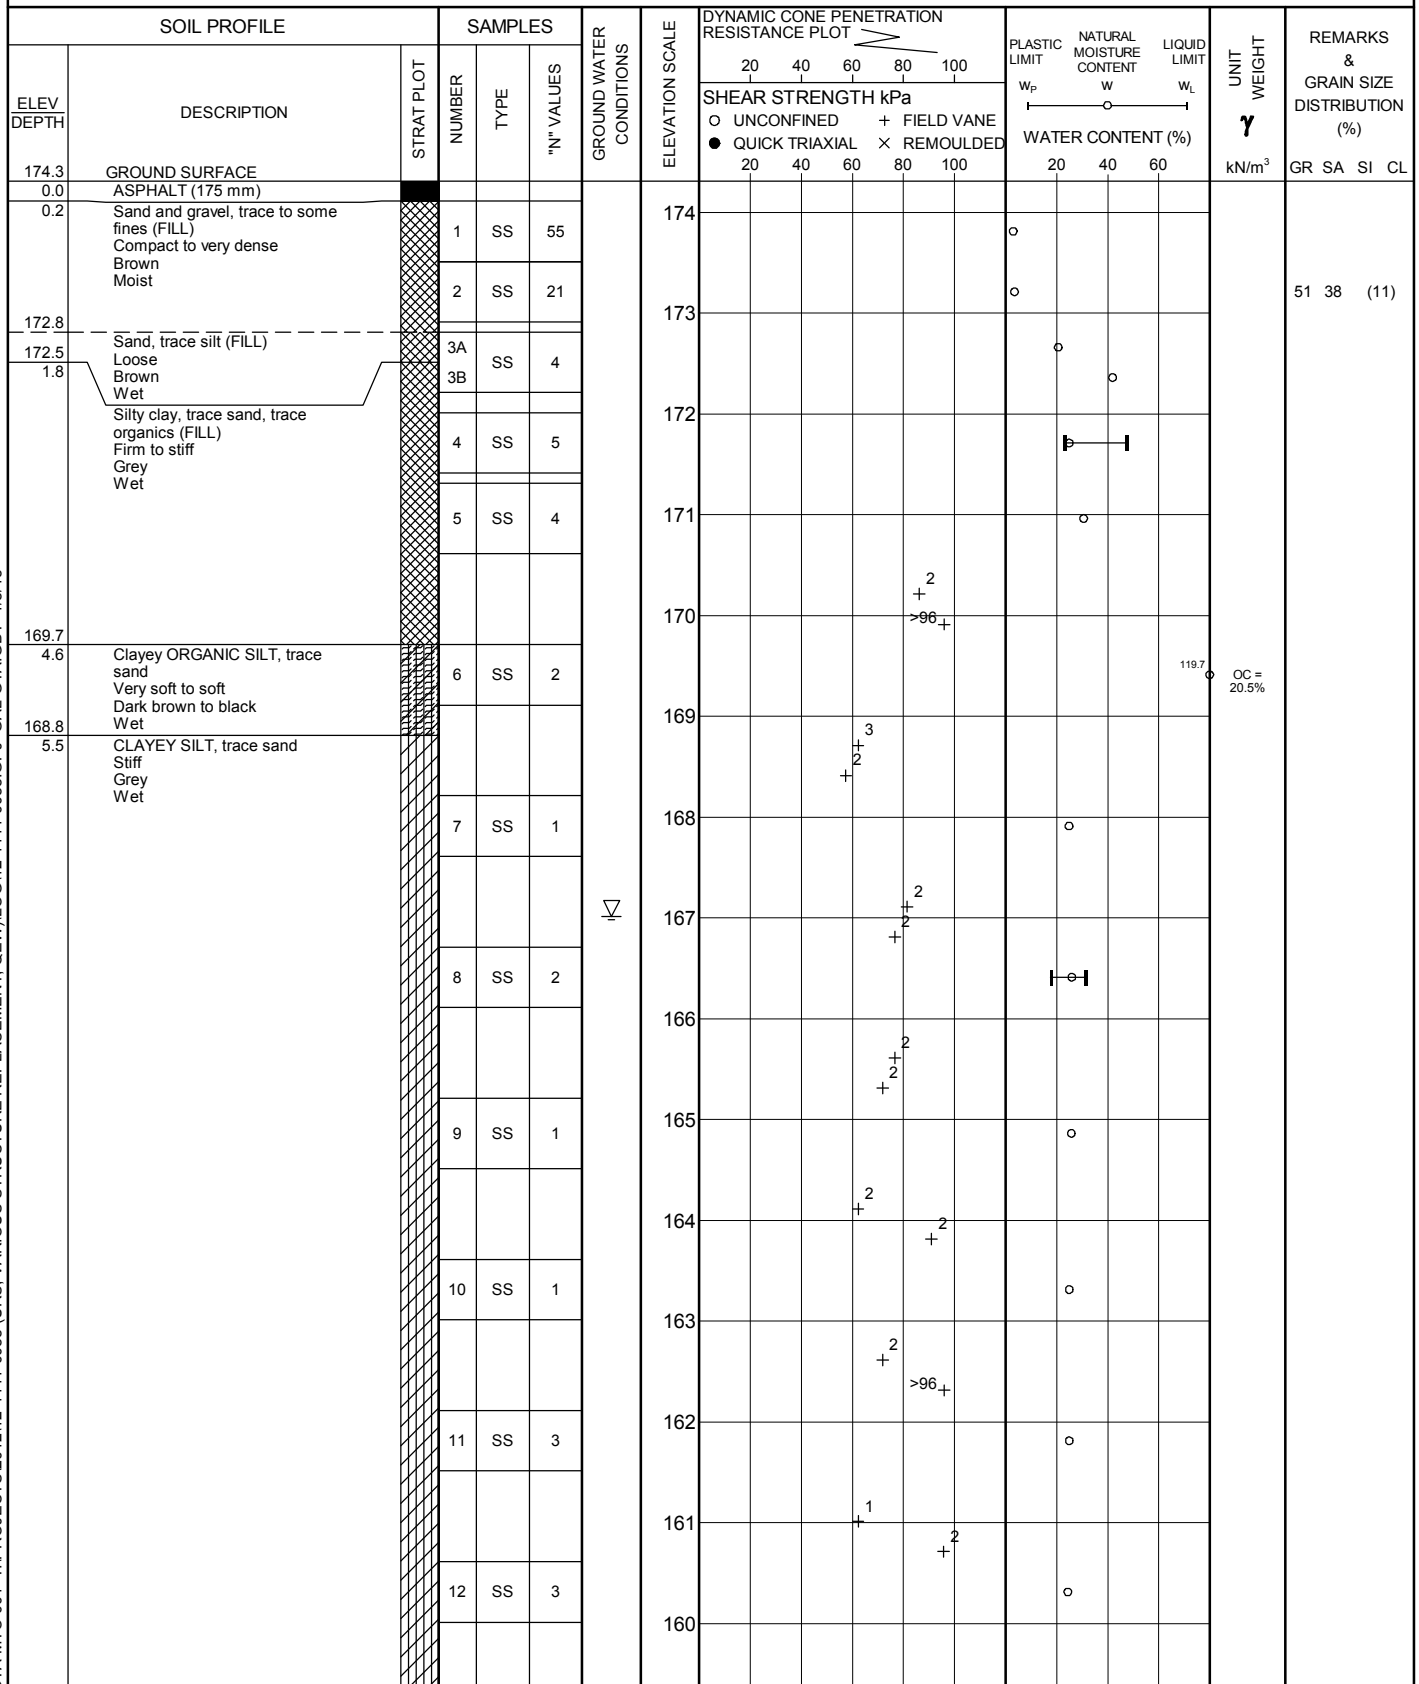 SOIL PROFILE
SAMPLES
GROUND WATER CONDITIONS
ELEVATION SCALE
DYNAMIC CONE PENETRATION
RESISTANCE PLOT
20 40 60 80 100
SHEAR STRENGTH kPa
○ UNCONFINED + FIELD VANE
● QUICK TRIAXIAL × REMOULDED
20 40 60 80 100
PLASTIC LIMIT
NATURAL MOISTURE CONTENT
LIQUID LIMIT
WP W WL
WATER CONTENT (%)
20 40 60
UNIT WEIGHT
γ
kN/m³
REMARKS
&
GRAIN SIZE
DISTRIBUTION
(%)
GR SA SI CL
ELEV
DEPTH
DESCRIPTION
STRAT PLOT
NUMBER
TYPE
"N" VALUES
174.3 GROUND SURFACE
0.0 ASPHALT (175 mm)
0.2 Sand and gravel, trace to some
fines (FILL)
Compact to very dense
Brown
Moist
172.8
Sand, trace silt (FILL)
172.5 Loose
1.8 Brown
Wet
Silty clay, trace sand, trace
organics (FILL)
Firm to stiff
Grey
Wet
169.7
4.6 Clayey ORGANIC SILT, trace
sand
Very soft to soft
Dark brown to black
168.8 Wet
5.5 CLAYEY SILT, trace sand
Stiff
Grey
Wet
1 SS 55
2 SS 21
3A
SS 4
3B
4 SS 5
5 SS 4
6 SS 2
7 SS 1
8 SS 2
9 SS 1
10 SS 1
11 SS 3
12 SS 3
174
173
172
171
170
169
168
167
166
165
164
163
162
161
160
2
>96
3
2
2
2
2
2
2
2
2
>96
1
2
119.7
OC =
20.5%
51 38 (11)